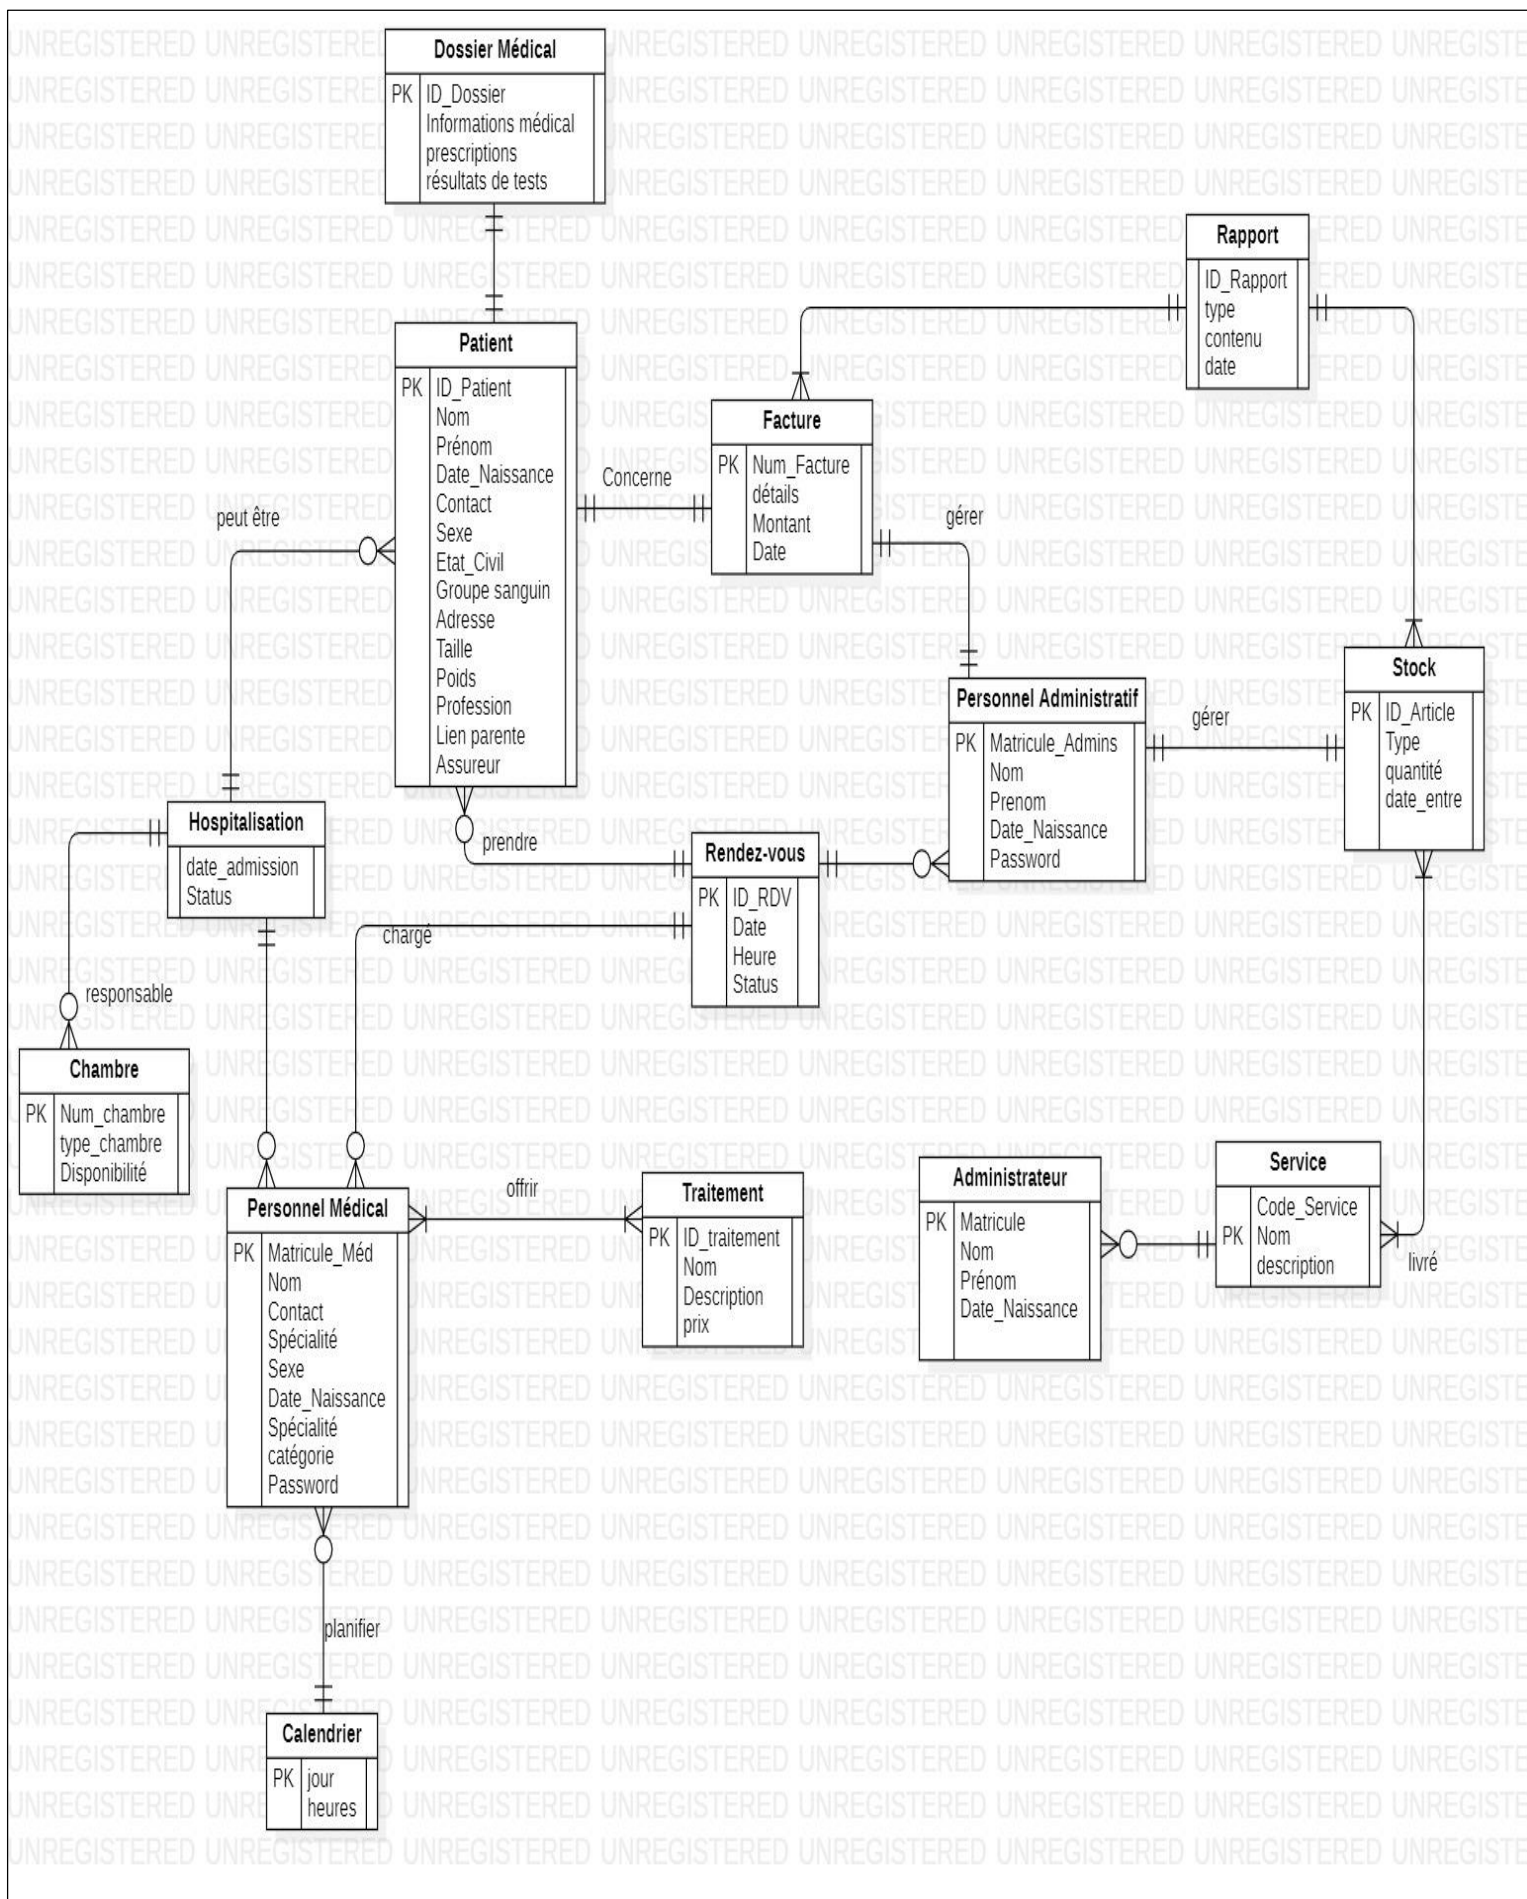 Dossier Médical
PK ID_Dossier
Informations médical
prescriptions
résultats de tests
Rapport
ID_Rapport
type
contenu
date
Patient
PK ID_Patient
Nom
Prénom
Date_Naissance
Contact
Sexe
Etat_Civil
Groupe sanguin
Adresse
Taille
Poids
Profession
Lien parente
Assureur
Facture
PK Num_Facture
détails
Montant
Date
Concerne
gérer
peut être
Personnel Administratif
PK Matricule_Admins
Nom
Prenom
Date_Naissance
Password
gérer
Stock
PK ID_Article
Type
quantité
date_entre
Hospitalisation
date_admission
Status
prendre
Rendez-vous
PK ID_RDV
Date
Heure
Status
chargé
responsable
Chambre
PK Num_chambre
type_chambre
Disponibilité
Personnel Médical
PK Matricule_Méd
Nom
Contact
Spécialité
Sexe
Date_Naissance
Spécialité
catégorie
Password
offrir
Traitement
PK ID_traitement
Nom
Description
prix
Administrateur
PK Matricule
Nom
Prénom
Date_Naissance
Service
Code_Service
PK Nom
description
livré
planifier
Calendrier
PK jour
heures
UNREGISTERED